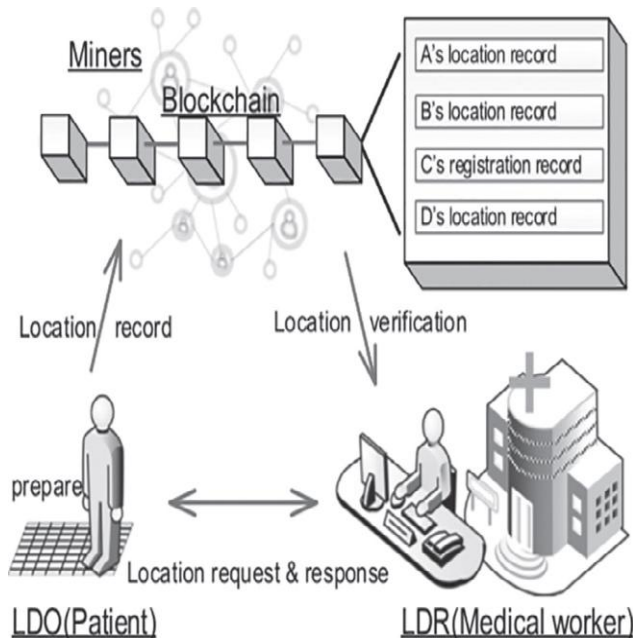 Miners
Blockchain
A's location record
B's location record
C's registration record
D's location record
Location record
Location verification
prepare
Location request & response
LDO(Patient)
LDR(Medical worker)